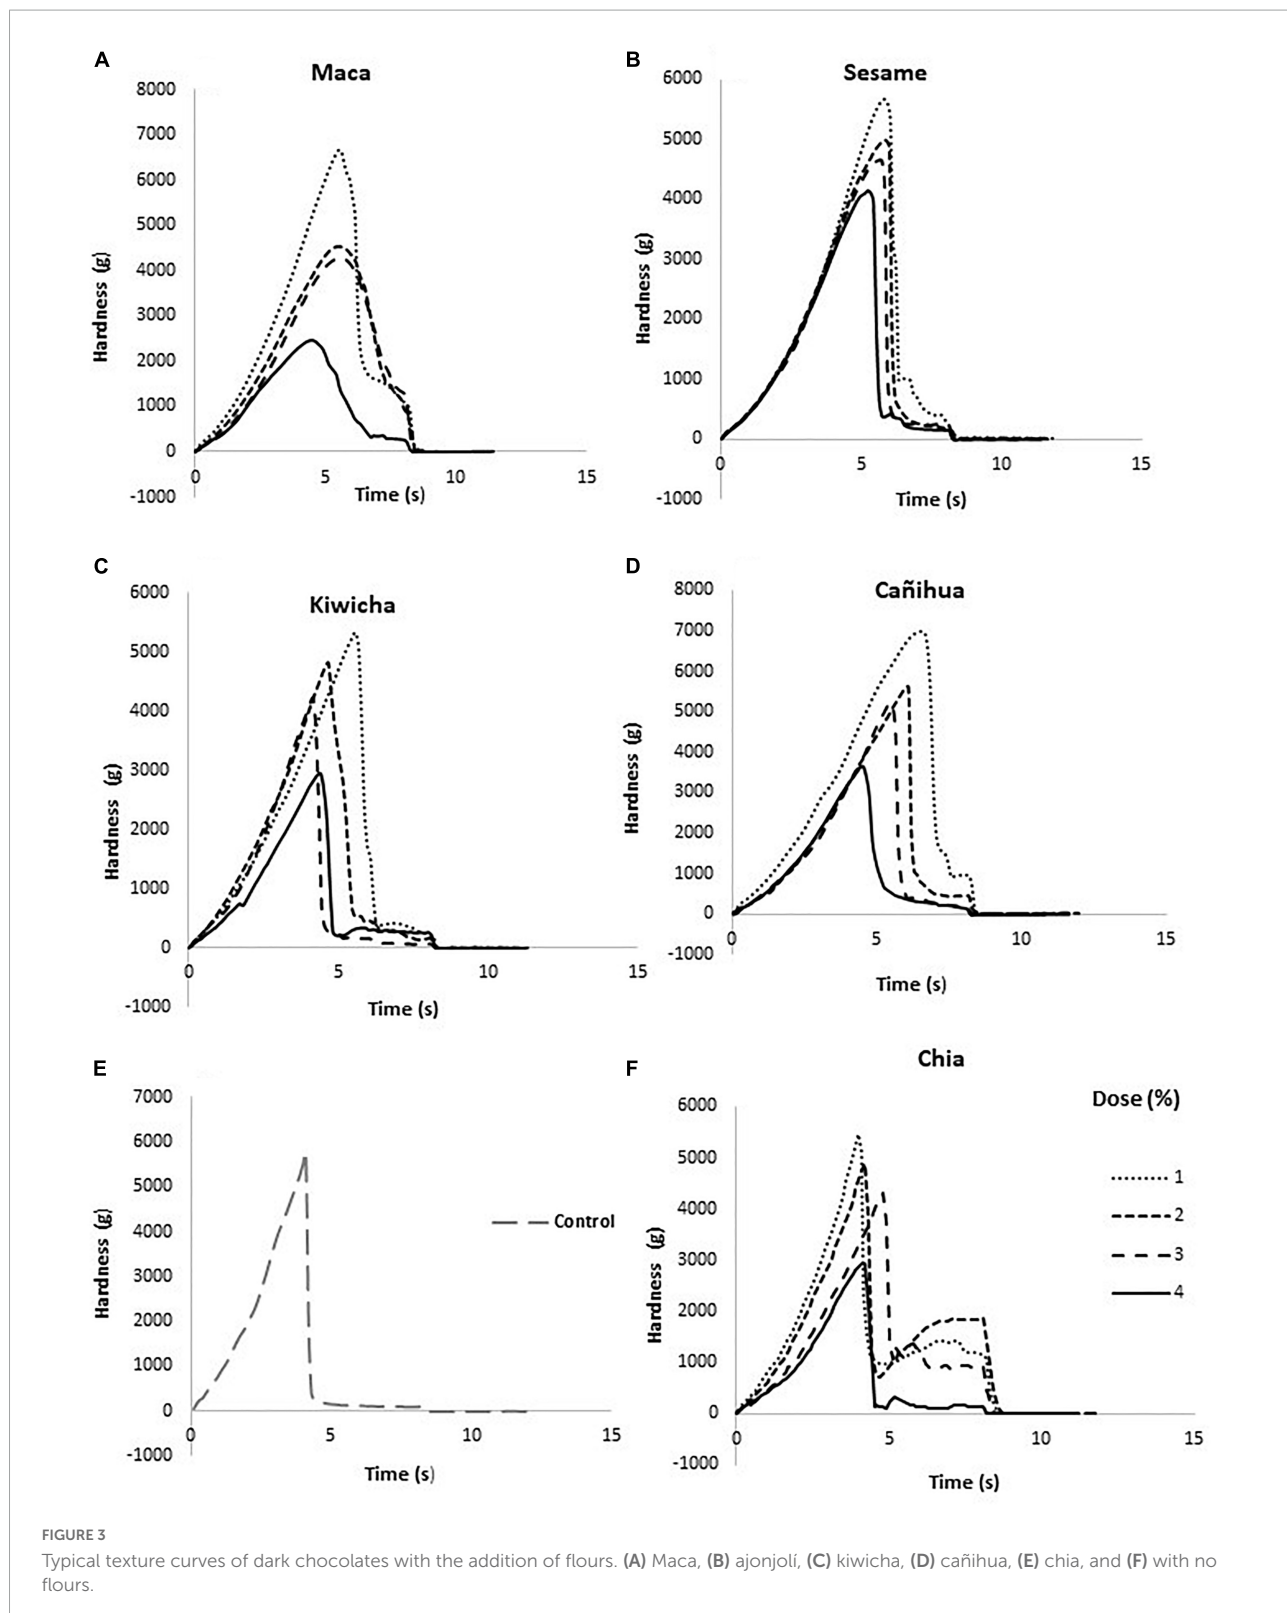 A
Maca
8000
7000
6000
5000
4000
3000
2000
1000
0
-1000
Hardness (g)
0 5 10 15
Time (s)
B
Sesame
6000
5000
4000
3000
2000
1000
0
-1000
Hardness (g)
0 5 10 15
Time (s)
C
Kiwicha
6000
5000
4000
3000
2000
1000
0
-1000
Hardness (g)
0 5 10 15
Time (s)
D
Cañihua
8000
7000
6000
5000
4000
3000
2000
1000
0
-1000
Hardness (g)
0 5 10 15
Time (s)
E
7000
6000
5000
4000
3000
2000
1000
0
-1000
Hardness (g)
0 5 10 15
Time (s)
Control
F
Chia
6000
5000
4000
3000
2000
1000
0
-1000
Hardness (g)
0 5 10 15
Time (s)
Dose (%)
1
2
3
4
FIGURE 3
Typical texture curves of dark chocolates with the addition of flours. (A) Maca, (B) ajonjolí, (C) kiwicha, (D) cañihua, (E) chia, and (F) with no
flours.